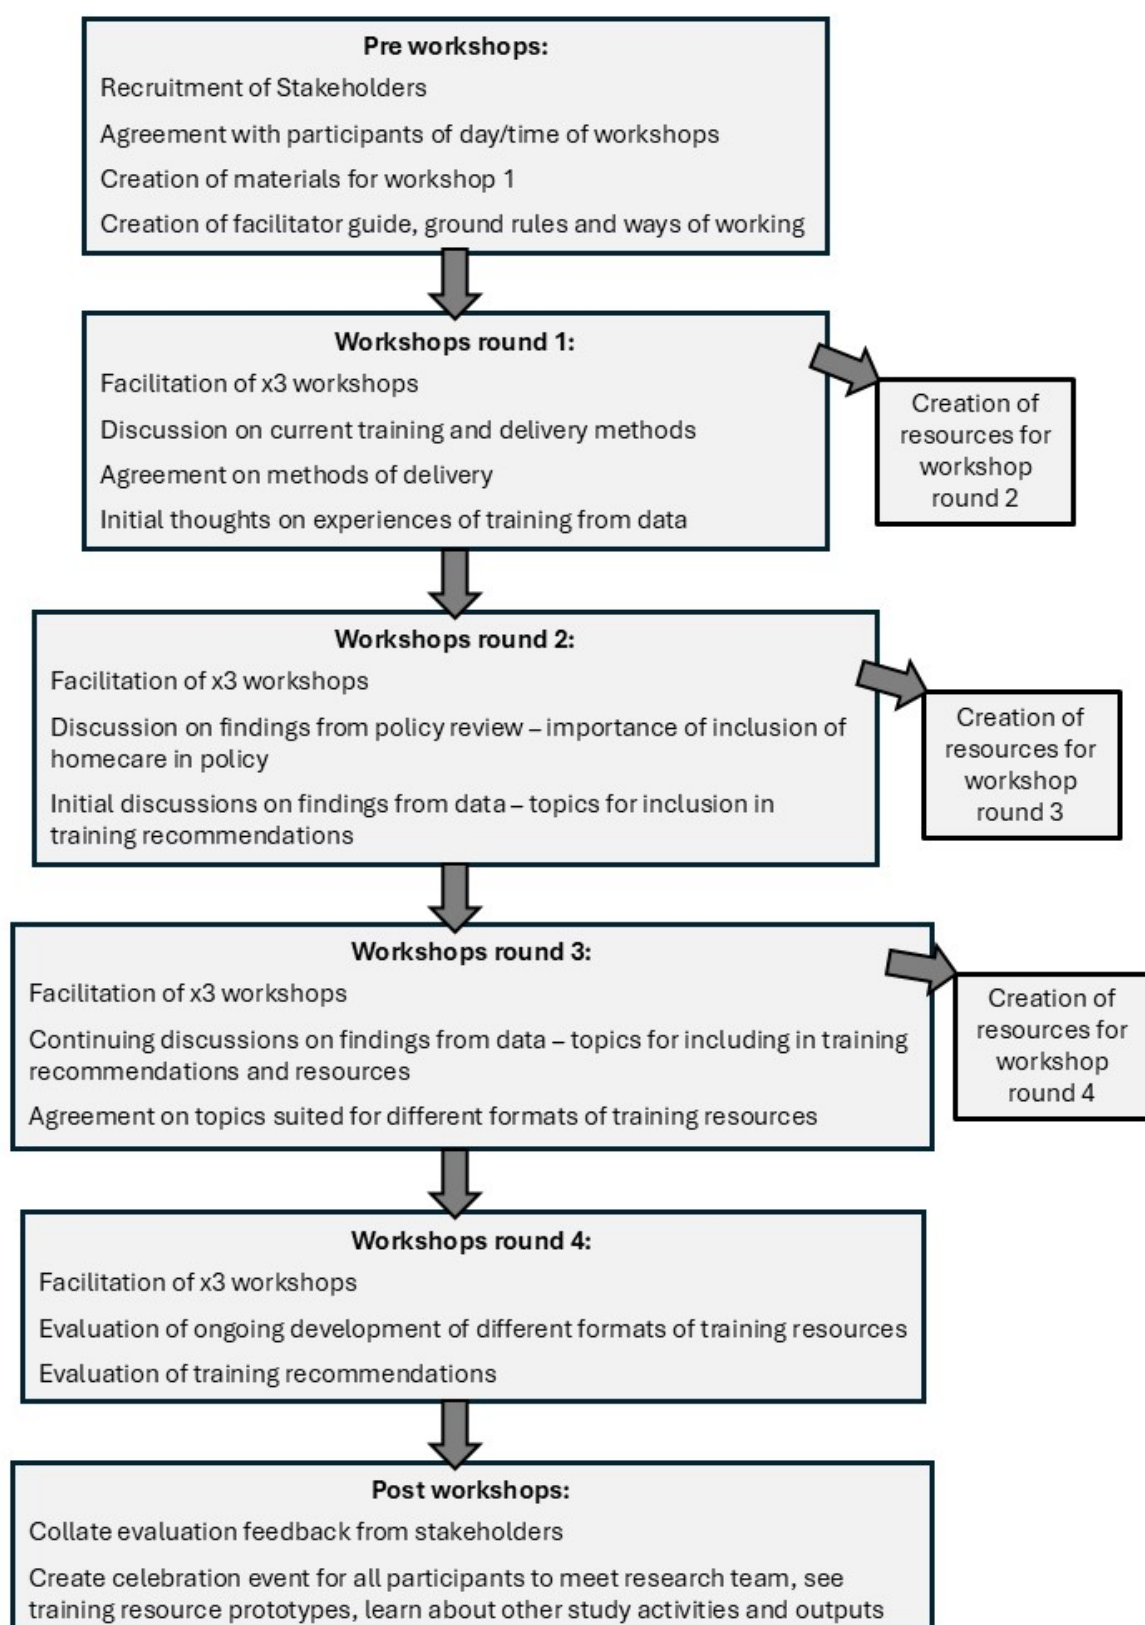 Pre workshops:
Recruitment of Stakeholders
Agreement with participants of day/time of workshops
Creation of materials for workshop 1
Creation of facilitator guide, ground rules and ways of working
Workshops round 1:
Facilitation of x3 workshops
Discussion on current training and delivery methods
Agreement on methods of delivery
Initial thoughts on experiences of training from data
Creation of
resources for
workshop
round 2
Workshops round 2:
Facilitation of x3 workshops
Discussion on findings from policy review – importance of inclusion of
homecare in policy
Initial discussions on findings from data – topics for inclusion in
training recommendations
Creation of
resources for
workshop
round 3
Workshops round 3:
Facilitation of x3 workshops
Continuing discussions on findings from data – topics for including in training
recommendations and resources
Agreement on topics suited for different formats of training resources
Creation of
resources for
workshop
round 4
Workshops round 4:
Facilitation of x3 workshops
Evaluation of ongoing development of different formats of training resources
Evaluation of training recommendations
Post workshops:
Collate evaluation feedback from stakeholders
Create celebration event for all participants to meet research team, see
training resource prototypes, learn about other study activities and outputs